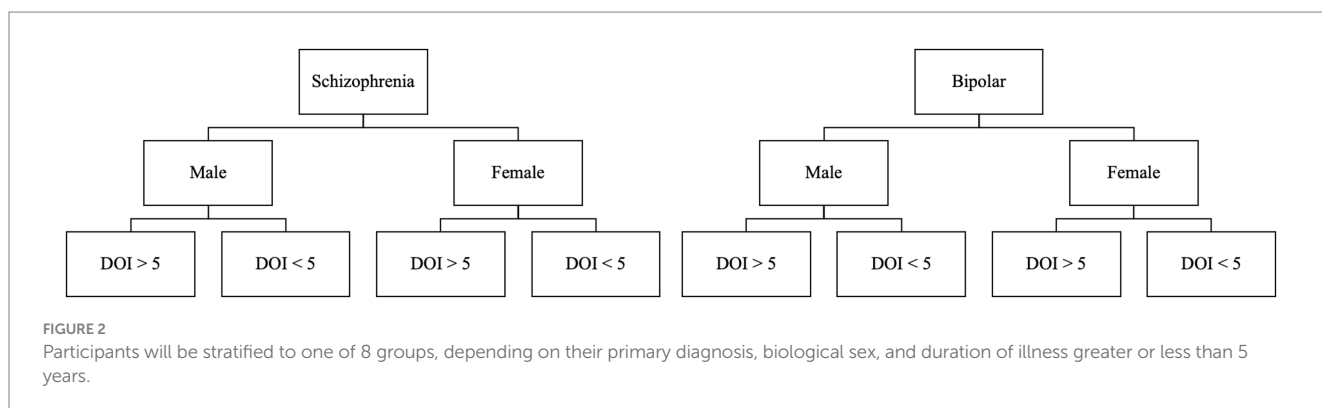 Schizophrenia Bipolar
Male Female Male Female
DOI > 5 DOI < 5 DOI > 5 DOI < 5 DOI > 5 DOI < 5 DOI > 5 DOI < 5
FIGURE 2
Participants will be stratified to one of 8 groups, depending on their primary diagnosis, biological sex, and duration of illness greater or less than 5
years.